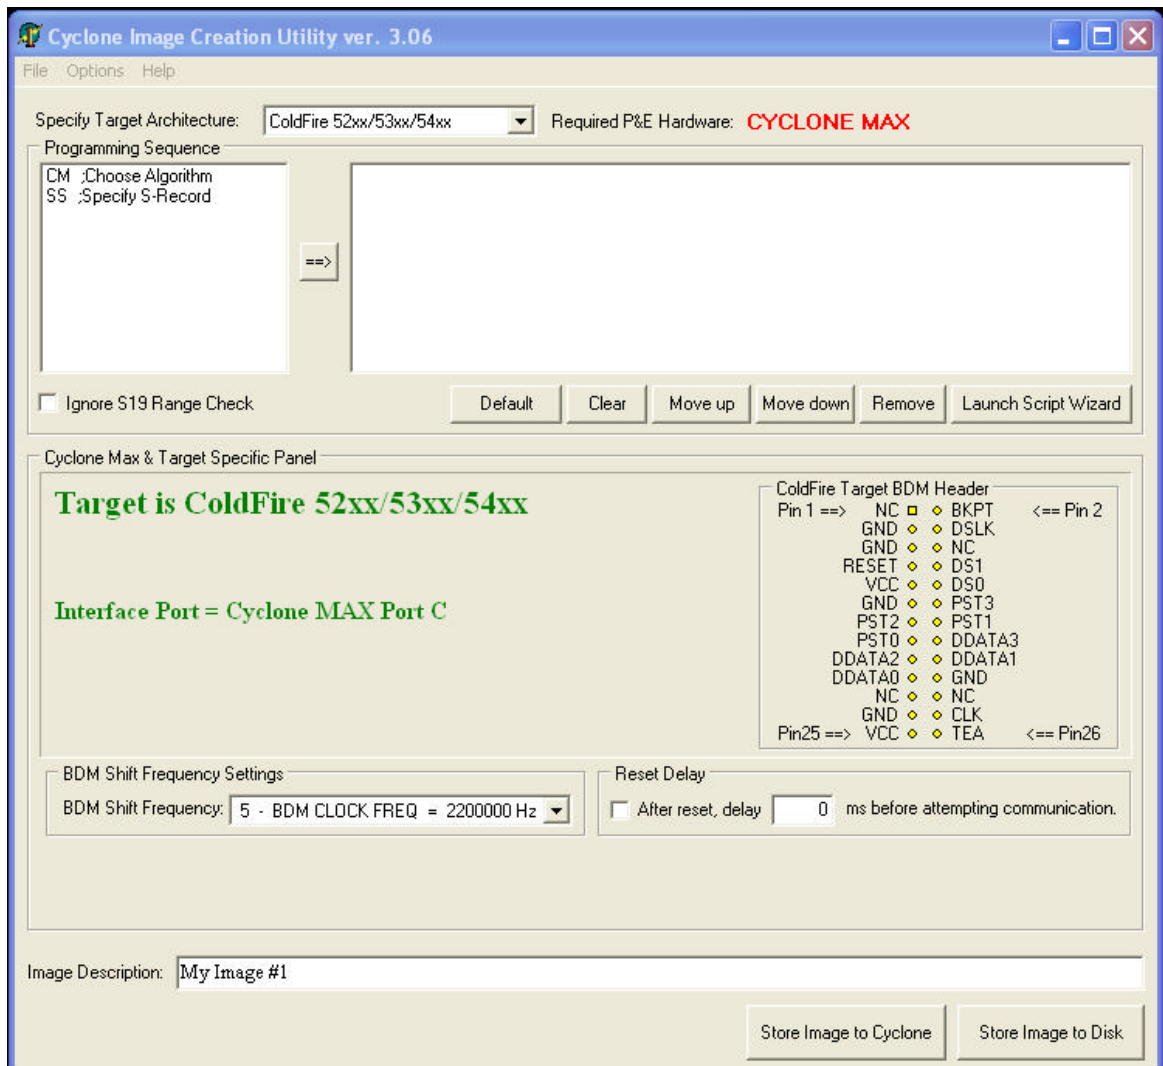 Cyclone Image Creation Utility ver. 3.06
File Options Help
Specify Target Architecture: ColdFire 52xx/53xx/54xx Required P&E Hardware: CYCLONE MAX
Programming Sequence
CM ;Choose Algorithm
SS ;Specify S-Record
==>
Ignore S19 Range Check Default Clear Move up Move down Remove Launch Script Wizard
Cyclone Max & Target Specific Panel
Target is ColdFire 52xx/53xx/54xx
Interface Port = Cyclone MAX Port C
ColdFire Target BDM Header
Pin 1 ==> NC BKPT <== Pin 2
GND DSLK
GND NC
RESET DS1
VCC DS0
GND PST3
PST2 PST1
PST0 DDATA3
DDATA2 DDATA1
DDATA0 GND
NC NC
GND CLK
Pin25 ==> VCC TEA <== Pin26
BDM Shift Frequency Settings
BDM Shift Frequency: 5 - BDM CLOCK FREQ = 2200000 Hz
Reset Delay
After reset, delay 0 ms before attempting communication.
Image Description: My Image #1
Store Image to Cyclone Store Image to Disk